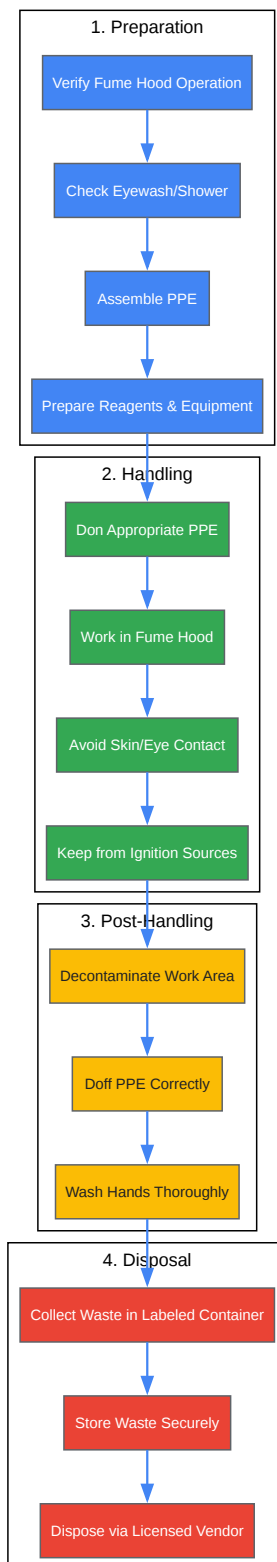 1. Preparation
Verify Fume Hood Operation
Check Eyewash/Shower
Assemble PPE
Prepare Reagents & Equipment
2. Handling
Don Appropriate PPE
Work in Fume Hood
Avoid Skin/Eye Contact
Keep from Ignition Sources
3. Post-Handling
Decontaminate Work Area
Doff PPE Correctly
Wash Hands Thoroughly
4. Disposal
Collect Waste in Labeled Container
Store Waste Securely
Dispose via Licensed Vendor